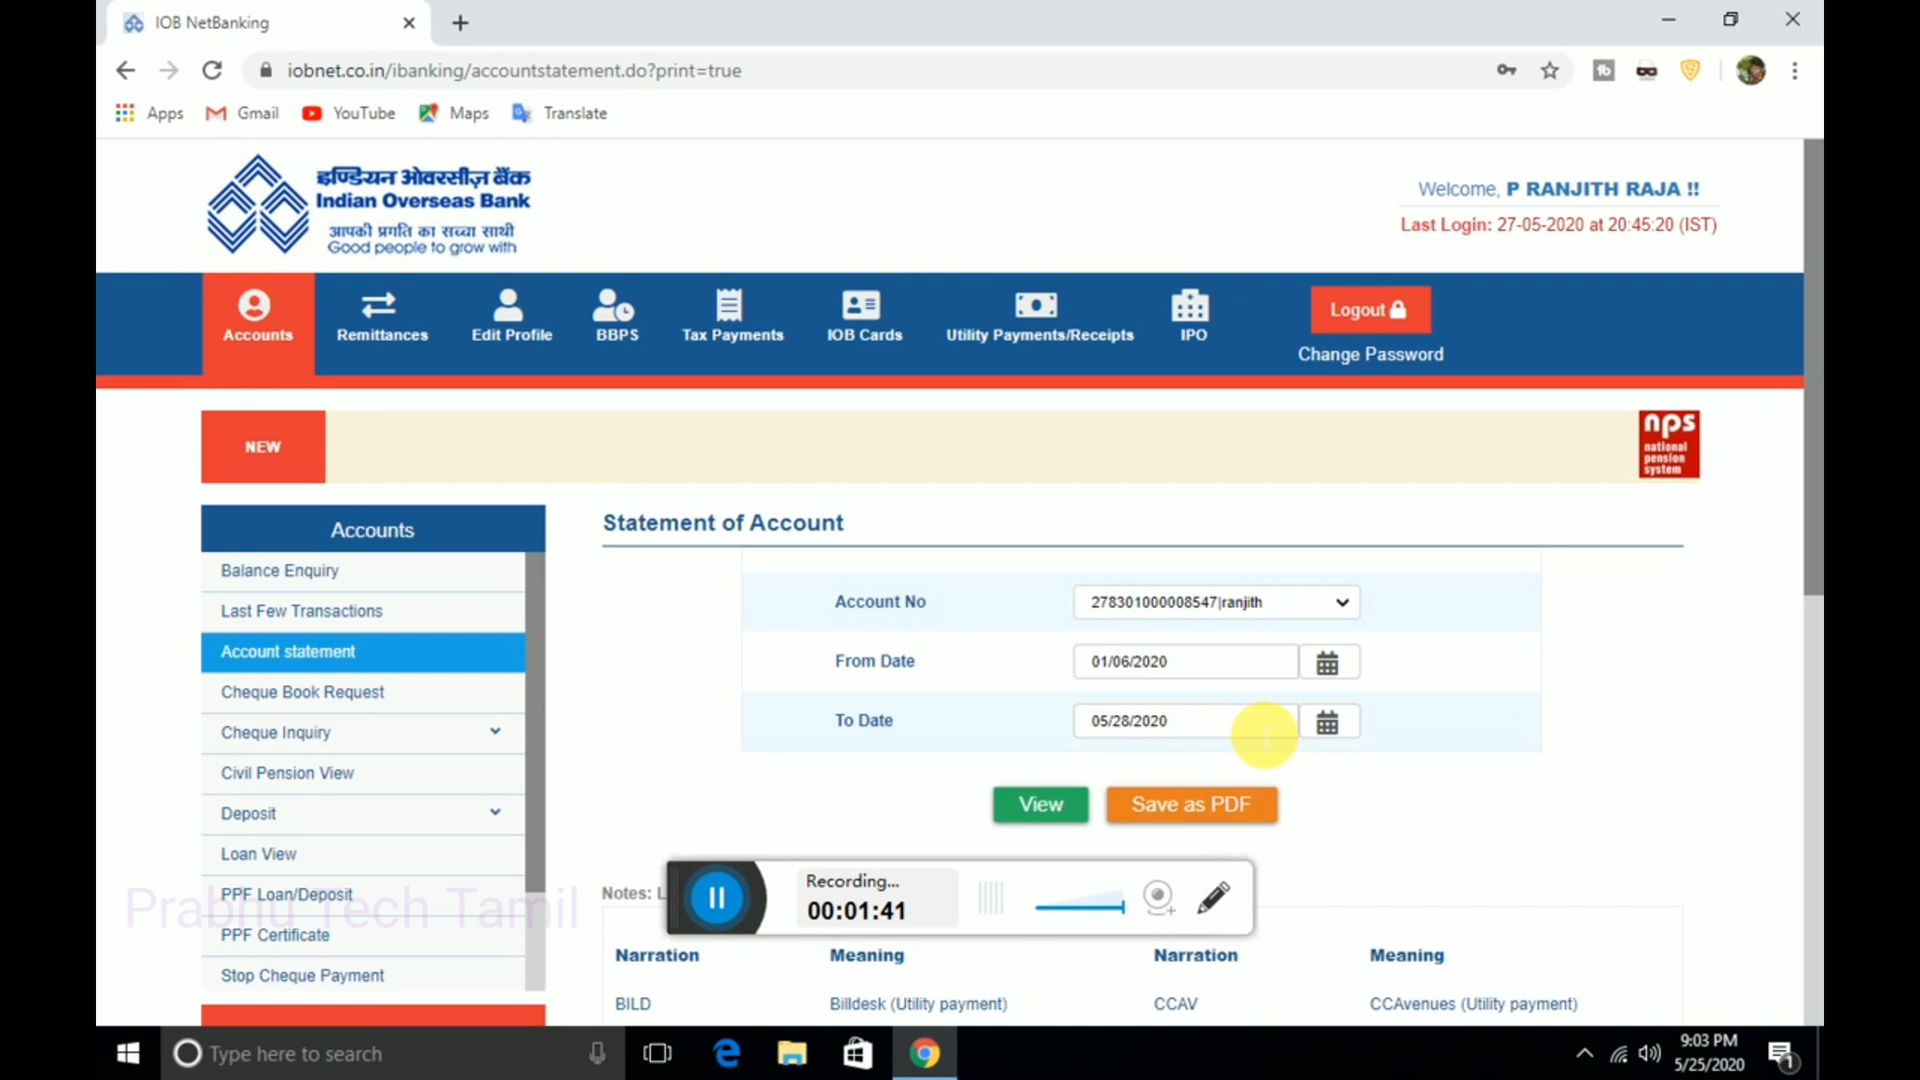 IOB NetBanking
iobnet.co.in/ibanking/accountstatement.do?print=true
Apps Gmail YouTube Maps Translate
इण्डियन ओवरसीज़ बैंक
Indian Overseas Bank
आपकी प्रगति का सच्चा साथी
Good people to grow with
Welcome, P RANJITH RAJA !!
Last Login: 27-05-2020 at 20:45:20 (IST)
Accounts Remittances Edit Profile BBPS Tax Payments IOB Cards Utility Payments/Receipts IPO
Logout
Change Password
NEW
nps
national
pension
system
Accounts
Balance Enquiry
Last Few Transactions
Account statement
Cheque Book Request
Cheque Inquiry
Civil Pension View
Deposit
Loan View
PPF Loan/Deposit
PPF Certificate
Stop Cheque Payment
Prabhu Tech Tamil
Statement of Account
Account No 278301000008547|ranjith
From Date 01/06/2020
To Date 05/28/2020
View Save as PDF
Notes: L
Recording...
00:01:41
Narration Meaning Narration Meaning
BILD Billdesk (Utility payment) CCAV CCAvenues (Utility payment)
Type here to search
9:03 PM
5/25/2020
1